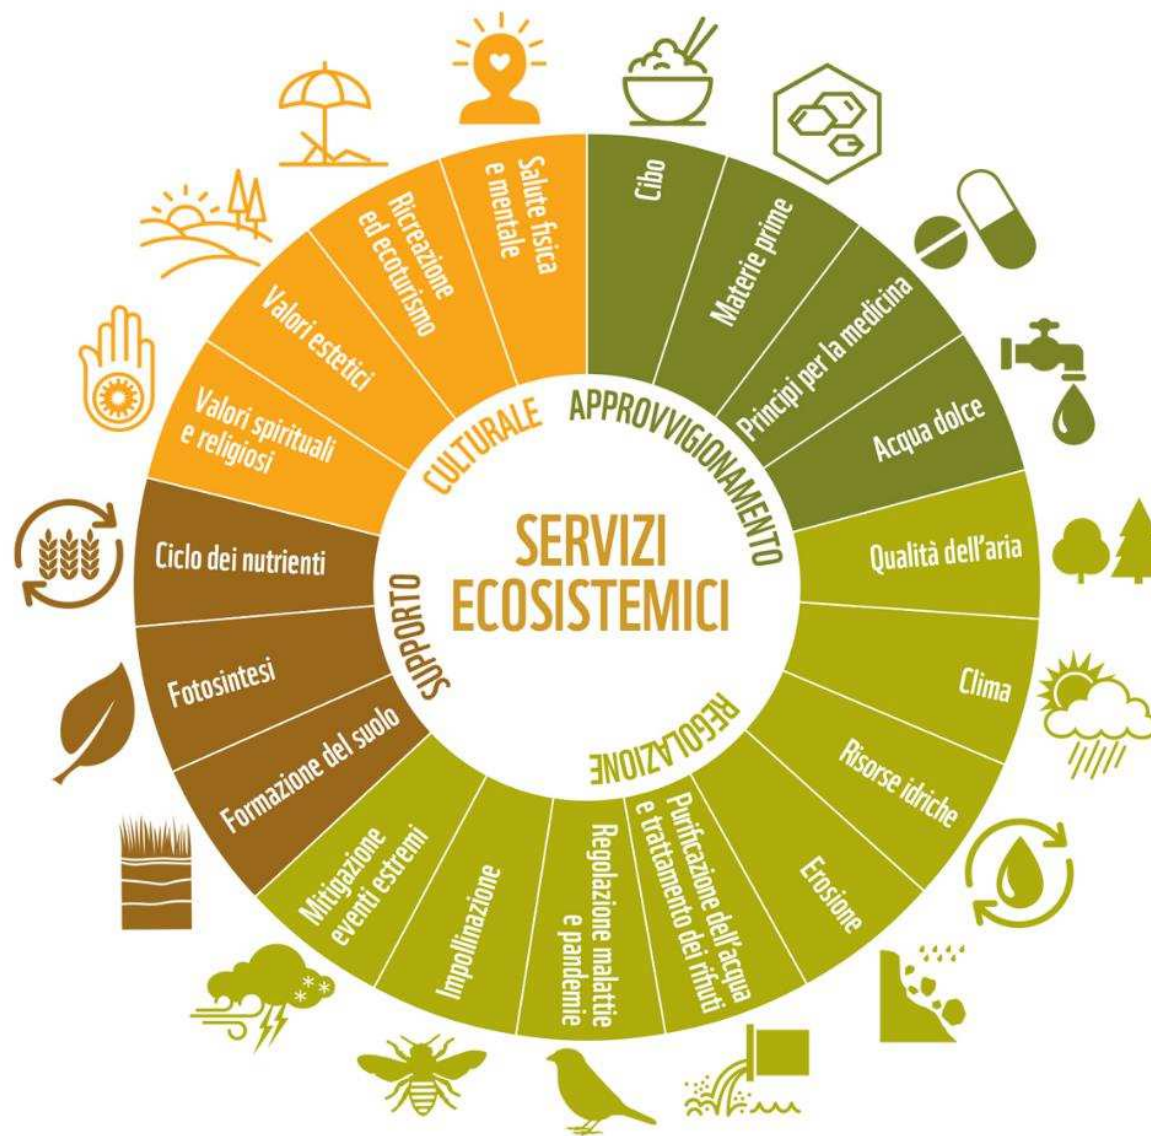 SERVIZI
ECOSISTEMICI
APPROVVIGIONAMENTO
Cibo
Materie prime
Principi per la medicina
Acqua dolce
REGOLAZIONE
Qualità dell'aria
Clima
Risorse idriche
Erosione
Purificazione dell'acqua
e trattamento dei rifiuti
Regolazione malattie
e pandemie
Impollinazione
Mitigazione
eventi estremi
SUPPORTO
Formazione del suolo
Fotosintesi
Ciclo dei nutrienti
CULTURALE
Valori spirituali
e religiosi
Valori estetici
Ricreazione
ed ecoturismo
Salute fisica
e mentale